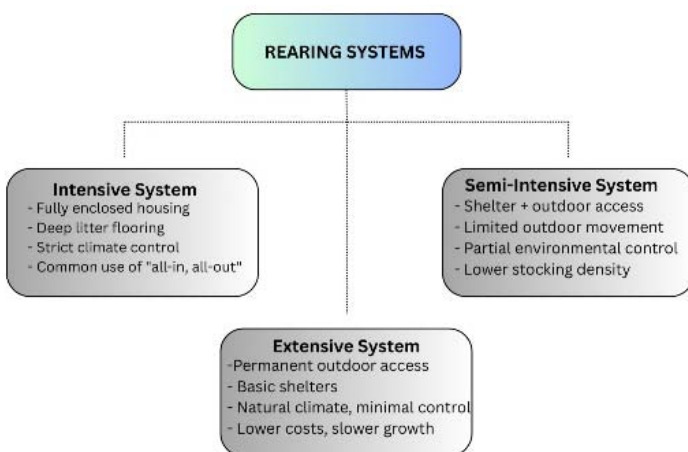 REARING SYSTEMS
Intensive System
- Fully enclosed housing
- Deep litter flooring
- Strict climate control
- Common use of "all-in, all-out"
Semi-Intensive System
- Shelter + outdoor access
- Limited outdoor movement
- Partial environmental control
- Lower stocking density
Extensive System
-Permanent outdoor access
- Basic shelters
- Natural climate, minimal control
- Lower costs, slower growth